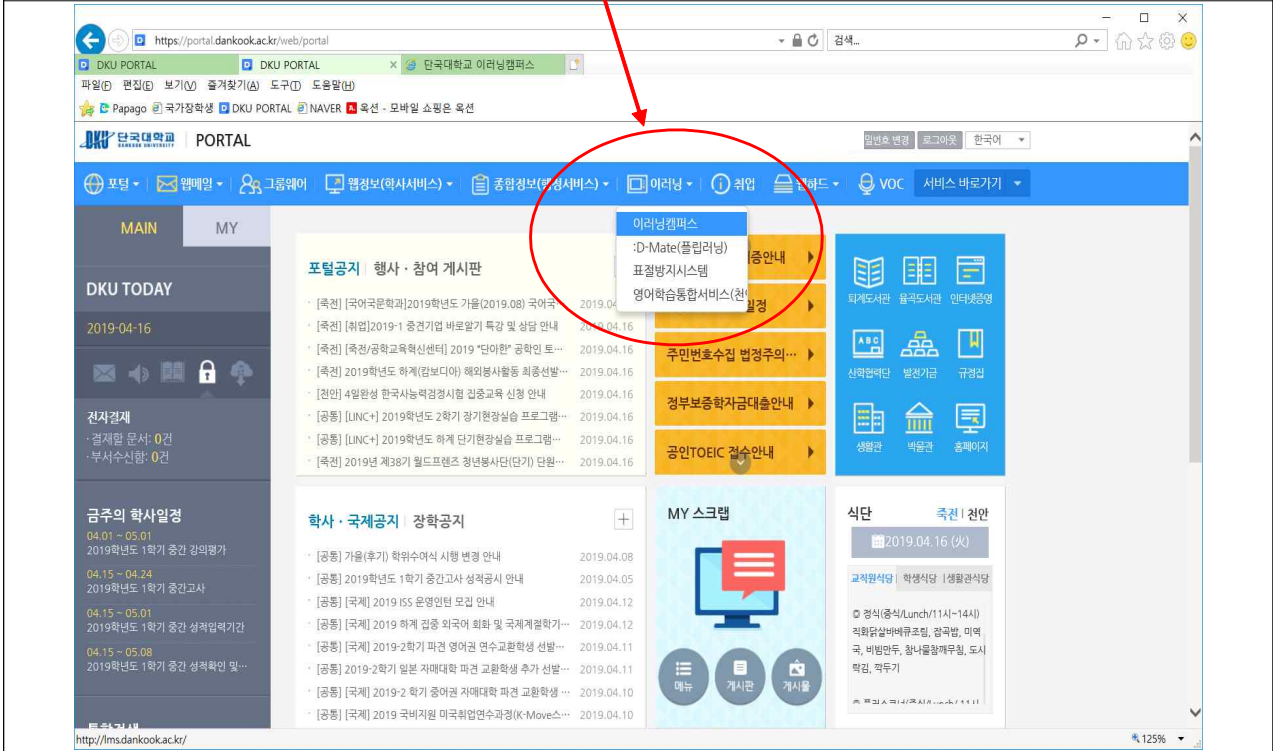 https://portal.dankook.ac.kr/web/portal
검색...
DKU PORTAL
DKU PORTAL
단국대학교 이러닝캠퍼스
파일(F) 편집(E) 보기(V) 즐겨찾기(A) 도구(T) 도움말(H)
Papago 국가장학생 DKU PORTAL NAVER 옥션 - 모바일 쇼핑은 옥션
DKU 단국대학교 PORTAL
DANKOOK UNIVERSITY
비밀번호 변경 로그아웃 한국어
포털 웹메일 그룹웨어 웹정보(학사서비스) 종합정보(행정서비스) 이러닝 취업 웹하드 VOC 서비스 바로가기
이러닝캠퍼스
:D-Mate(플립러닝)
표절방지시스템
영어학습통합서비스(천안
MAIN MY
DKU TODAY
2019-04-16
전자결재
·결재할 문서: 0건
·부서수신함: 0건
금주의 학사일정
04.01 ~ 05.01
2019학년도 1학기 중간 강의평가
04.15 ~ 04.24
2019학년도 1학기 중간고사
04.15 ~ 05.01
2019학년도 1학기 중간 성적입력기간
04.15 ~ 05.08
2019학년도 1학기 중간 성적확인 및…
포털공지 행사 · 참여 게시판
[죽전] [국어국문학과]2019학년도 가을(2019.08) 국어국… 2019.04
[죽전] [취업]2019-1 중견기업 바로알기 특강 및 상담 안내 2019.04.16
[죽전] [죽전/공학교육혁신센터] 2019 "단아한" 공학인 토… 2019.04.16
[죽전] 2019학년도 하계(캄보디아) 해외봉사활동 최종선발… 2019.04.16
[천안] 4일완성 한국사능력검정시험 집중교육 신청 안내 2019.04.16
[공통] [LINC+] 2019학년도 2학기 장기현장실습 프로그램… 2019.04.16
[공통] [LINC+] 2019학년도 하계 단기현장실습 프로그램… 2019.04.16
[죽전] 2019년 제38기 월드프렌즈 청년봉사단(단기) 단원… 2019.04.16
증안내
일정
주민번호수집 법정주의…
정부보증학자금대출안내
공인TOEIC 접수안내
퇴계도서관 율곡도서관 인터넷증명
ABC
산학협력단 발전기금 규정집
생활관 박물관 홈페이지
학사 · 국제공지 장학공지
[공통] 가을(후기) 학위수여식 시행 변경 안내 2019.04.08
[공통] 2019학년도 1학기 중간고사 성적공시 안내 2019.04.05
[공통] [국제] 2019 ISS 운영인턴 모집 안내 2019.04.12
[공통] [국제] 2019 하계 집중 외국어 회화 및 국제계절학기… 2019.04.12
[공통] [국제] 2019-2학기 파견 영어권 연수교환학생 선발… 2019.04.11
[공통] 2019-2학기 일본 자매대학 파견 교환학생 추가 선발… 2019.04.11
[공통] [국제] 2019-2 학기 중어권 자매대학 파견 교환학생 … 2019.04.10
[공통] [국제] 2019 국비지원 미국취업연수과정(K-Move스… 2019.04.10
MY 스크랩
메뉴 게시판 게시물
식단 죽전 천안
2019.04.16 (火)
교직원식당 학생식당 생활관식당
정식(중식/Lunch/11시~14시)
직화닭살바베큐조림, 잡곡밥, 미역
국, 비빔만두, 참나물참깨무침, 도시
락김, 깍두기
http://lms.dankook.ac.kr/
125%